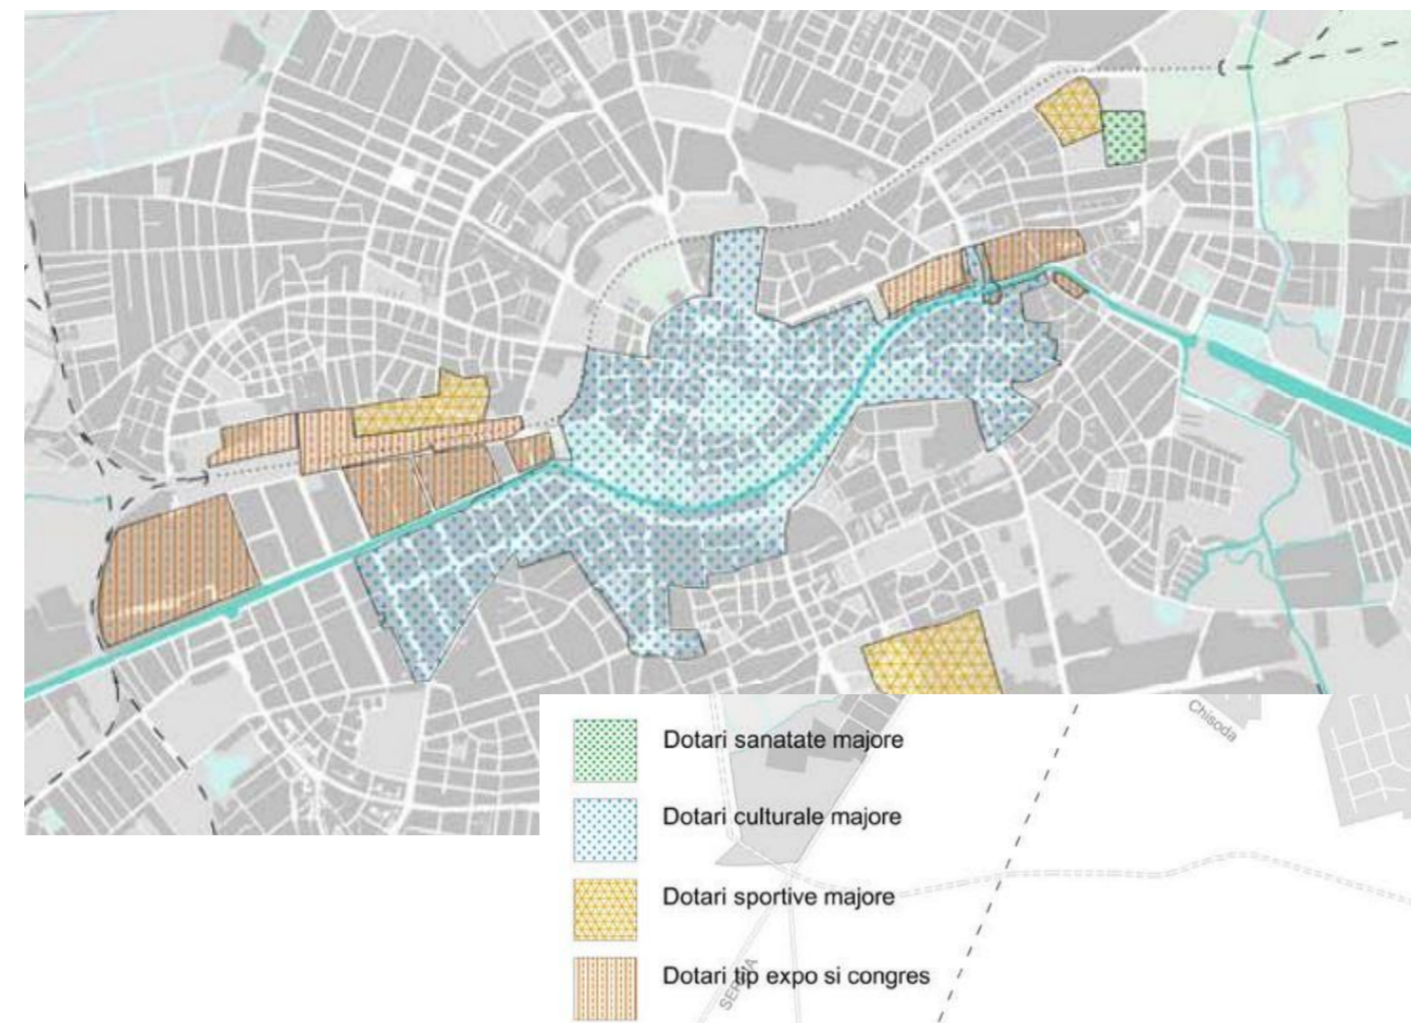 Chisoda
Dotari sanatate majore
Dotari culturale majore
Dotari sportive majore
Dotari tip expo si congres